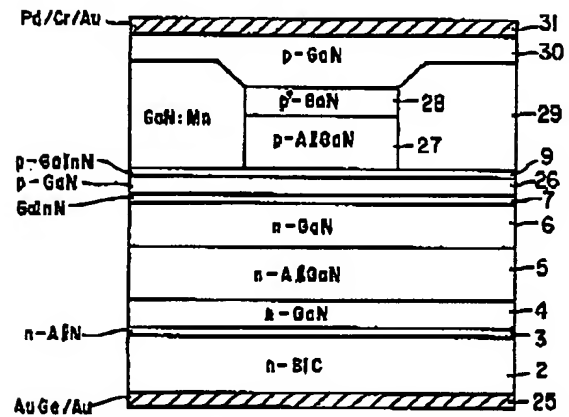 Pd/Cr/Au
31
p-GaN
30
p⁺-GaN
28
GaN:Mn
29
p-AlGaN
27
p-GaInN
9
p-GaN
26
GaInN
7
n-GaN
6
n-AlGaN
5
n-GaN
4
n-AlN
3
n-SiC
2
AuGe/Au
25